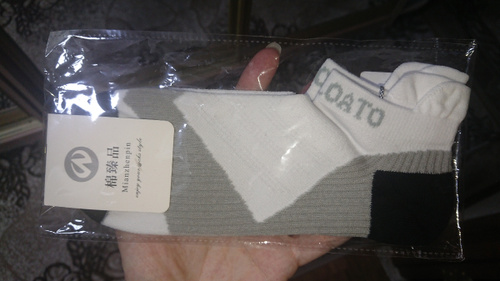 棉臻品
Mianzhenpin
OATO